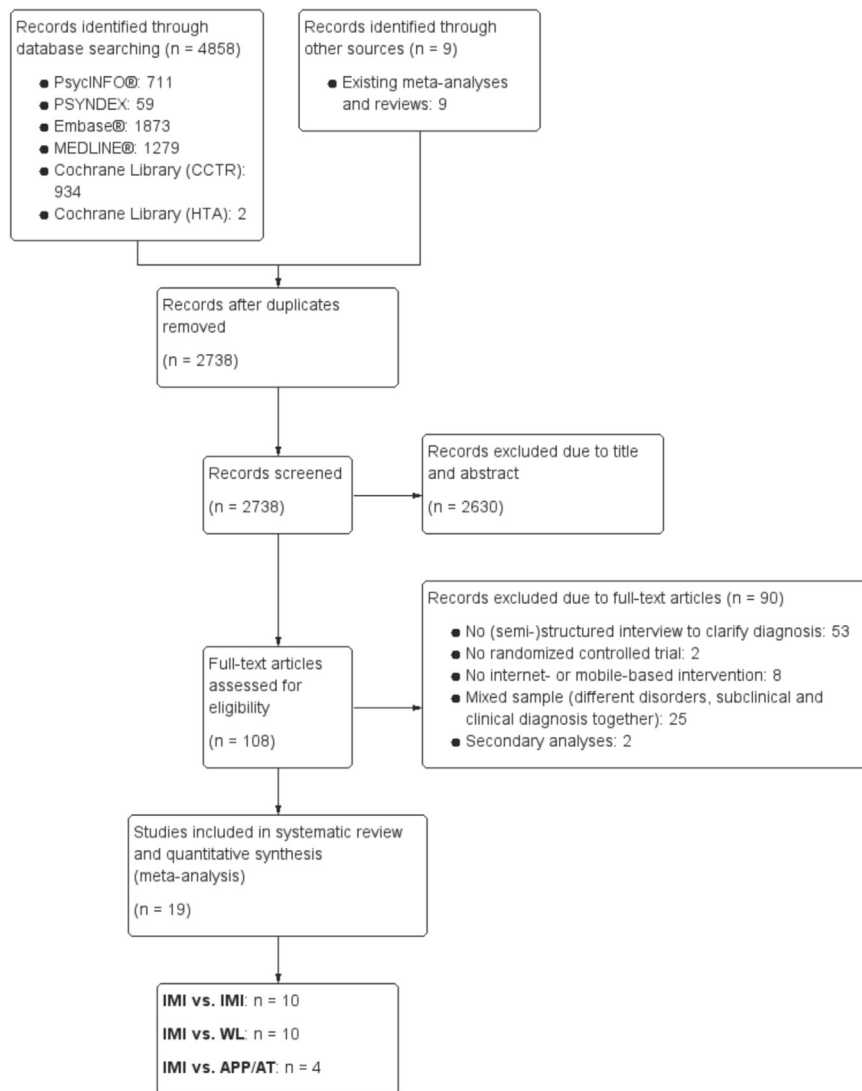 Records identified through
database searching (n = 4858)
● PsycINFO®: 711
● PSYNDEX: 59
● Embase®: 1873
● MEDLINE®: 1279
● Cochrane Library (CCTR):
934
● Cochrane Library (HTA): 2
Records identified through
other sources (n = 9)
● Existing meta-analyses
and reviews: 9
Records after duplicates
removed
(n = 2738)
Records screened
(n = 2738)
Records excluded due to title
and abstract
(n = 2630)
Full-text articles
assessed for
eligibility
(n = 108)
Records excluded due to full-text articles (n = 90)
● No (semi-)structured interview to clarify diagnosis: 53
● No randomized controlled trial: 2
● No internet- or mobile-based intervention: 8
● Mixed sample (different disorders, subclinical and
clinical diagnosis together): 25
● Secondary analyses: 2
Studies included in systematic review
and quantitative synthesis
(meta-analysis)
(n = 19)
IMI vs. IMI: n = 10
IMI vs. WL: n = 10
IMI vs. APP/AT: n = 4